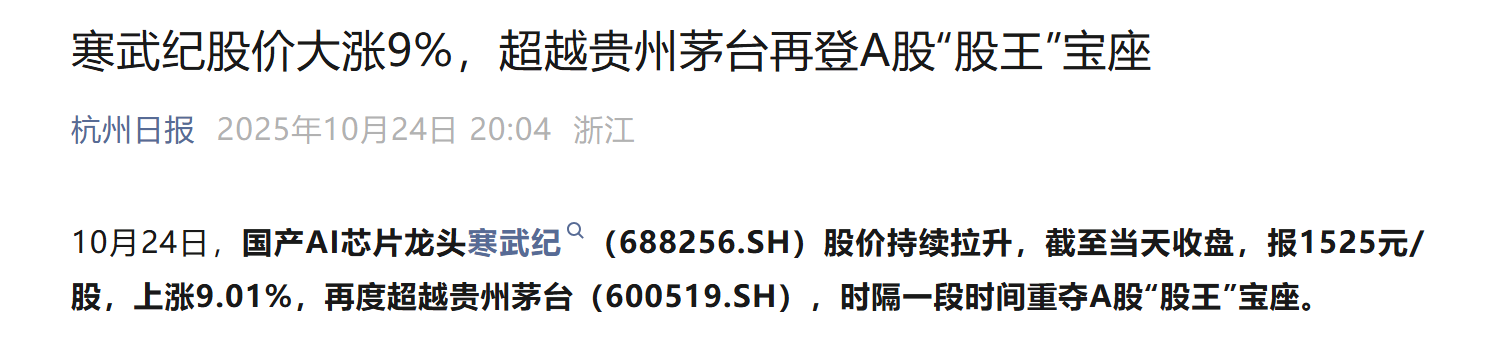 寒武纪股价大涨9%，超越贵州茅台再登A股“股王”宝座
杭州日报 2025年10月24日 20:04 浙江
10月24日，国产AI芯片龙头寒武纪（688256.SH）股价持续拉升，截至当天收盘，报1525元/
股，上涨9.01%，再度超越贵州茅台（600519.SH），时隔一段时间重夺A股“股王”宝座。